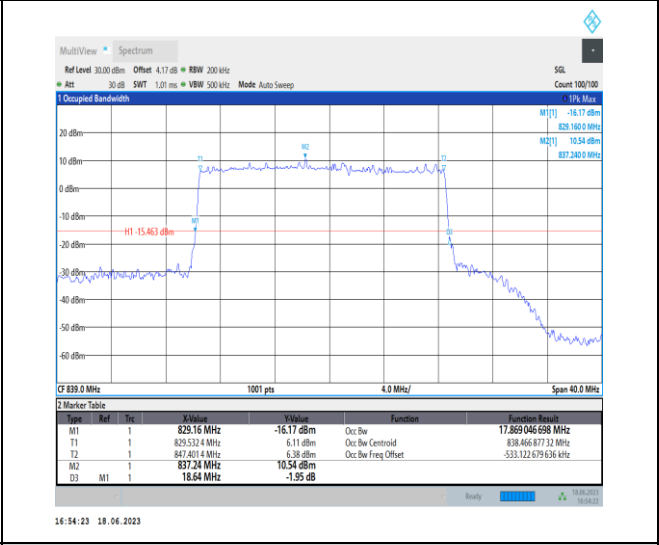 MultiView Spectrum
Ref Level 30.00 dBm Offset 4.17 dB RBW 200 kHz SGL
Att 30 dB SWT 1.01 ms VBW 500 kHz Mode Auto Sweep Count 100/100
1 Occupied Bandwidth 1Pk Max
M1[1] -16.17 dBm
829.160 0 MHz
M2[1] 10.54 dBm
837.240 0 MHz
20 dBm
M2
T1 T2
10 dBm
0 dBm
-10 dBm
M1
H1 -15.463 dBm
D3
-20 dBm
-30 dBm
-40 dBm
-50 dBm
-60 dBm
CF 839.0 MHz 1001 pts 4.0 MHz/ Span 40.0 MHz
2 Marker Table
Type Ref Trc X-Value Y-Value Function Function Result
M1 1 829.16 MHz -16.17 dBm Occ Bw 17.869 046 698 MHz
T1 1 829.532 4 MHz 6.11 dBm Occ Bw Centroid 838.466 877 32 MHz
T2 1 847.401 4 MHz 6.38 dBm Occ Bw Freq Offset -533.122 679 636 kHz
M2 1 837.24 MHz 10.54 dBm
D3 M1 1 18.64 MHz -1.95 dB
Ready 18.06.2023
16:54:22
16:54:23 18.06.2023